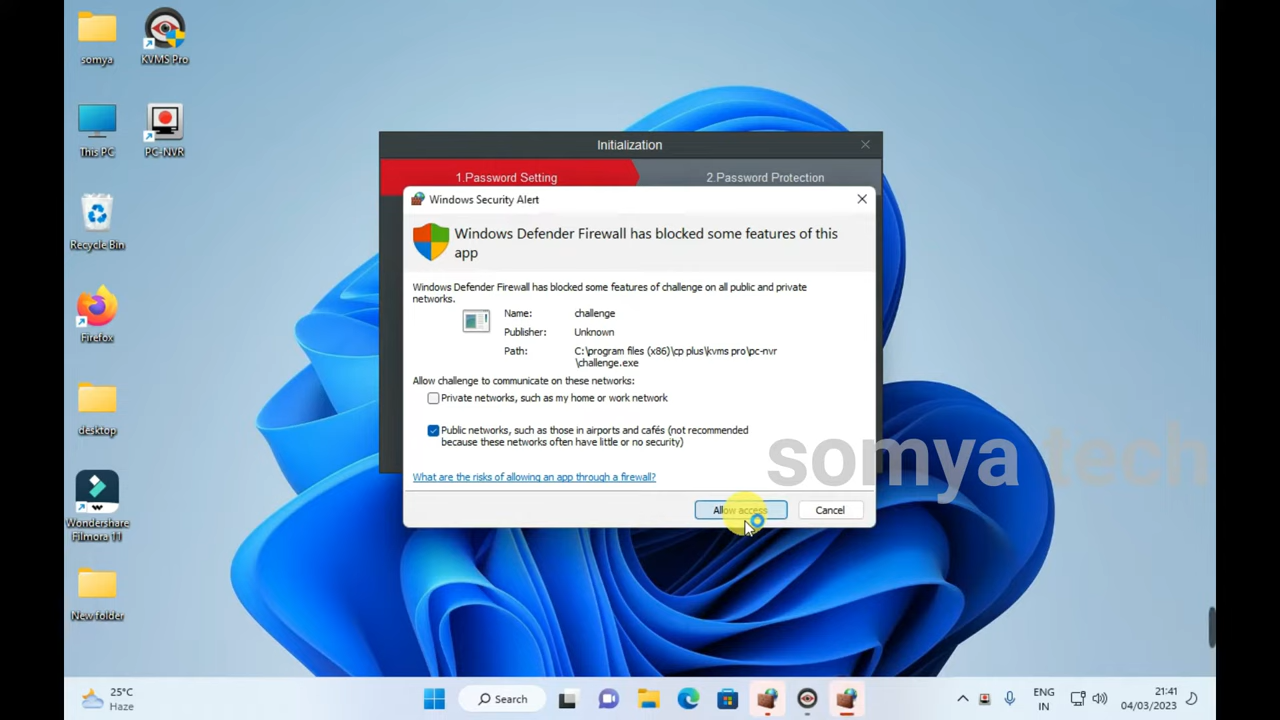 somya
KVMS Pro
This PC
PC-NVR
Recycle Bin
Firefox
desktop
Wondershare
Filmora 11
New folder
Initialization
1.Password Setting
2.Password Protection
Windows Security Alert
Windows Defender Firewall has blocked some features of this
app
Windows Defender Firewall has blocked some features of challenge on all public and private
networks.
Name: challenge
Publisher: Unknown
Path: C:\program files (x86)\cp plus\kvms pro\pc-nvr
\challenge.exe
Allow challenge to communicate on these networks:
Private networks, such as my home or work network
Public networks, such as those in airports and cafés (not recommended
because these networks often have little or no security)
What are the risks of allowing an app through a firewall?
Allow access
Cancel
somya tech
25°C
Haze
Search
ENG
IN
21:41
04/03/2023